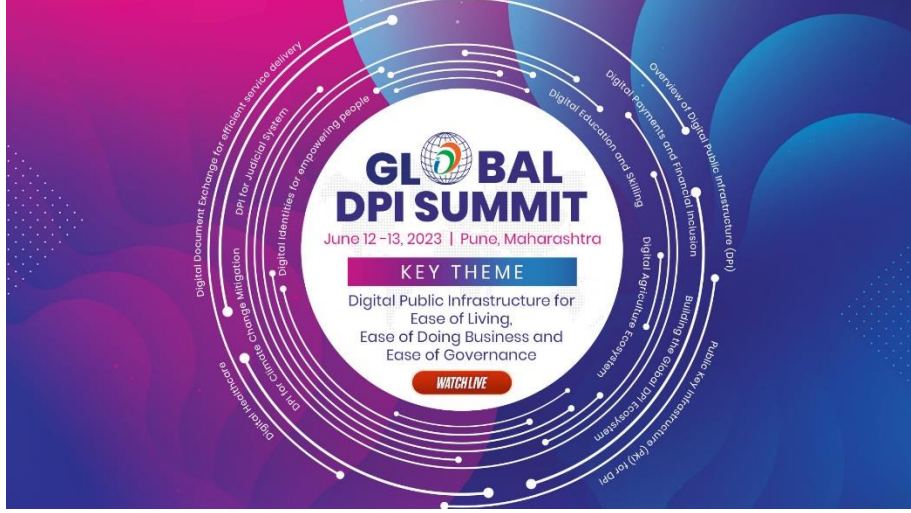 GLOBAL
DPI SUMMIT
June 12 -13, 2023 | Pune, Maharashtra
KEY THEME
Digital Public Infrastructure for
Ease of Living,
Ease of Doing Business and
Ease of Governance
WATCH LIVE
Overview of Digital Public Infrastructure (DPI)
Digital Payments and Financial Inclusion
Digital Education and Skilling
Digital Agriculture Ecosystem
Building the Global DPI Ecosystem
Public Key Infrastructure (PKI) for DPI
Digital Healthcare
DPI for Climate Change Mitigation
Digital Identities for empowering people
DPI for Judicial System
Digital Document Exchange for efficient service delivery